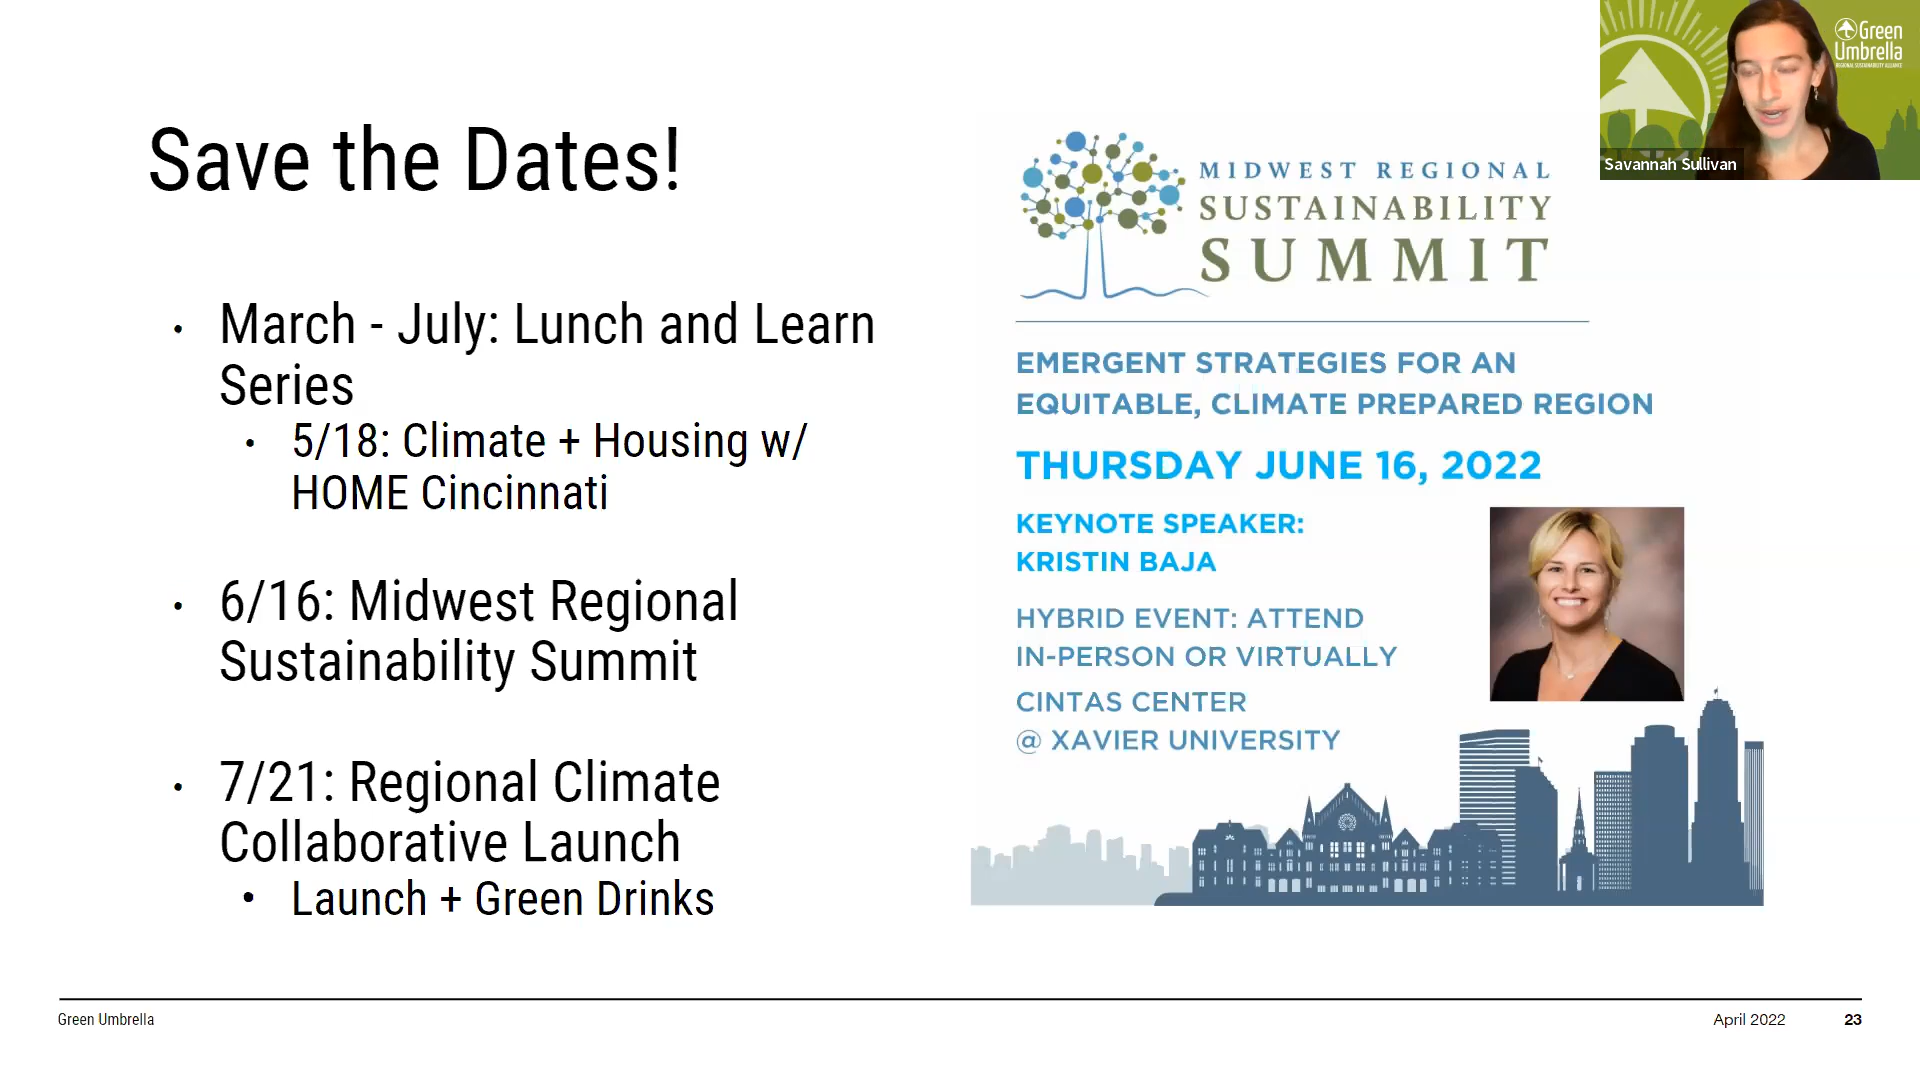 Save the Dates!
• March - July: Lunch and Learn
Series
• 5/18: Climate + Housing w/
HOME Cincinnati
• 6/16: Midwest Regional
Sustainability Summit
• 7/21: Regional Climate
Collaborative Launch
• Launch + Green Drinks
MIDWEST REGIONAL
SUSTAINABILITY
SUMMIT
EMERGENT STRATEGIES FOR AN
EQUITABLE, CLIMATE PREPARED REGION
THURSDAY JUNE 16, 2022
KEYNOTE SPEAKER:
KRISTIN BAJA
HYBRID EVENT: ATTEND
IN-PERSON OR VIRTUALLY
CINTAS CENTER
@ XAVIER UNIVERSITY
Green
Umbrella
REGIONAL SUSTAINABILITY ALLIANCE
Savannah Sullivan
Green Umbrella
April 2022
23